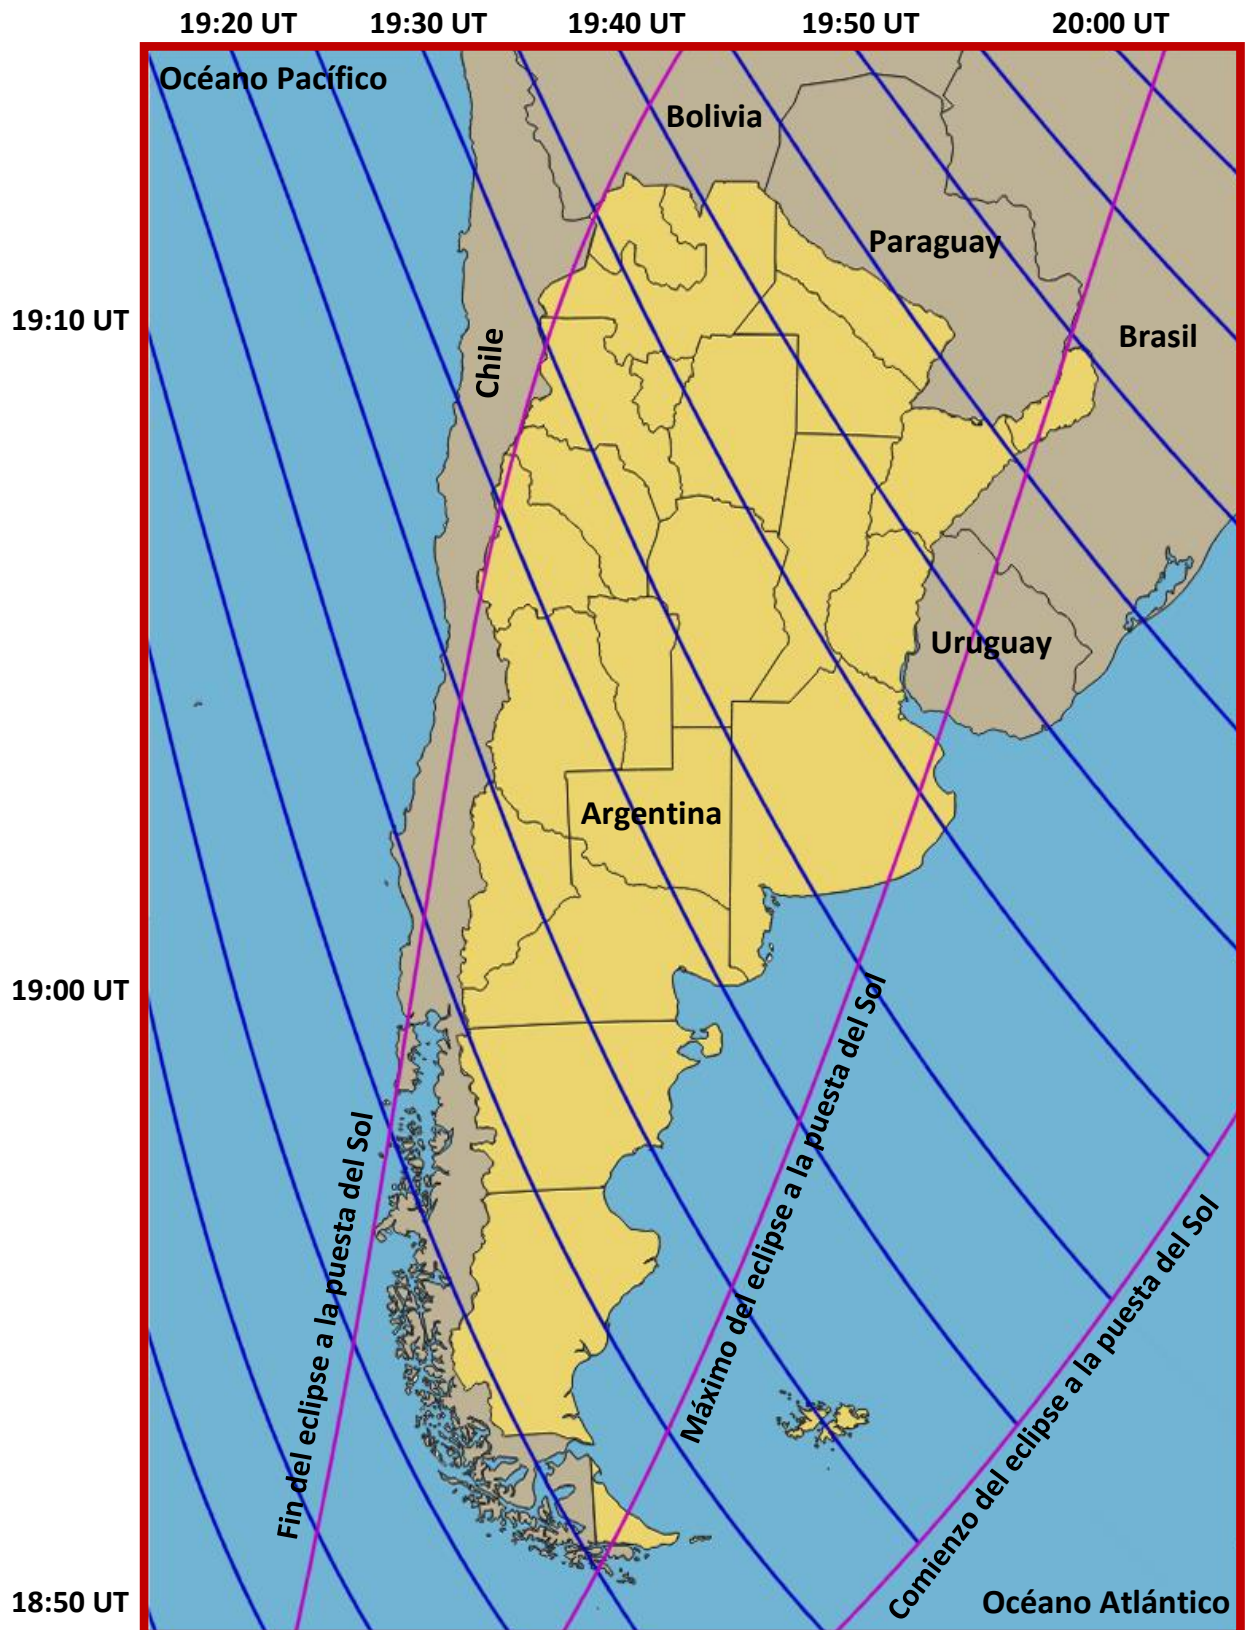 19:20 UT
19:30 UT
19:40 UT
19:50 UT
20:00 UT
Océano Pacífico
Bolivia
Paraguay
19:10 UT
Brasil
Chile
Uruguay
Argentina
19:00 UT
Fin del eclipse a la puesta del Sol
Máximo del eclipse a la puesta del Sol
Comienzo del eclipse a la puesta del Sol
18:50 UT
Océano Atlántico